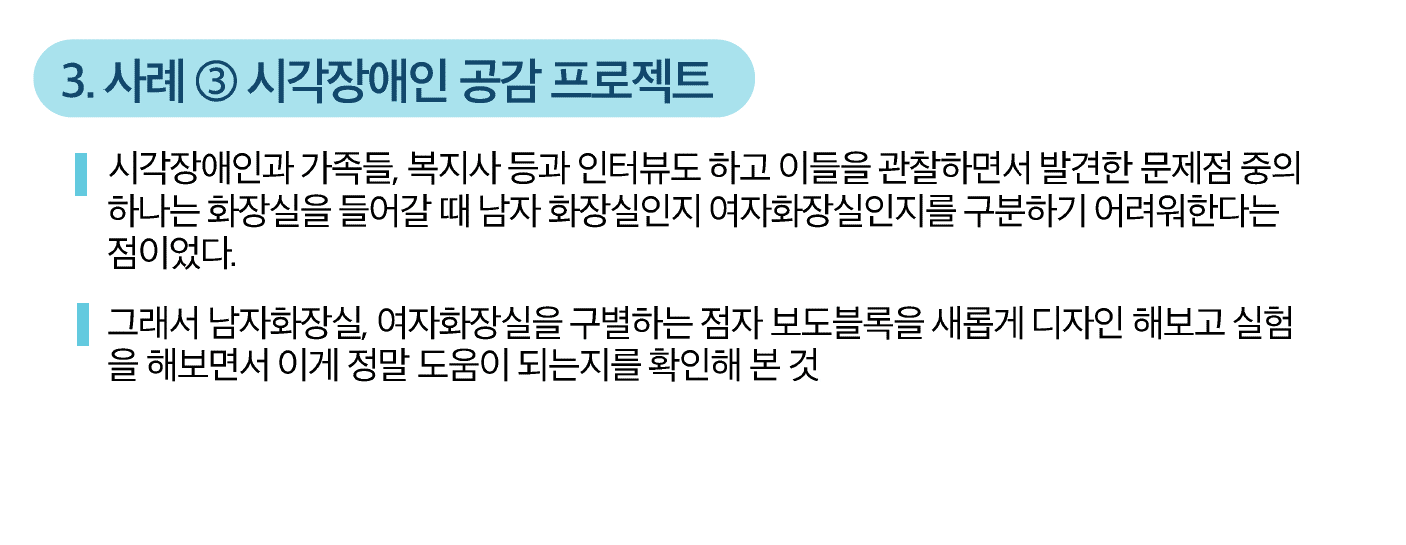 3. 사례 ③ 시각장애인 공감 프로젝트
시각장애인과 가족들, 복지사 등과 인터뷰도 하고 이들을 관찰하면서 발견한 문제점 중의
하나는 화장실을 들어갈 때 남자 화장실인지 여자화장실인지를 구분하기 어려워한다는
점이었다.
그래서 남자화장실, 여자화장실을 구별하는 점자 보도블록을 새롭게 디자인 해보고 실험
을 해보면서 이게 정말 도움이 되는지를 확인해 본 것